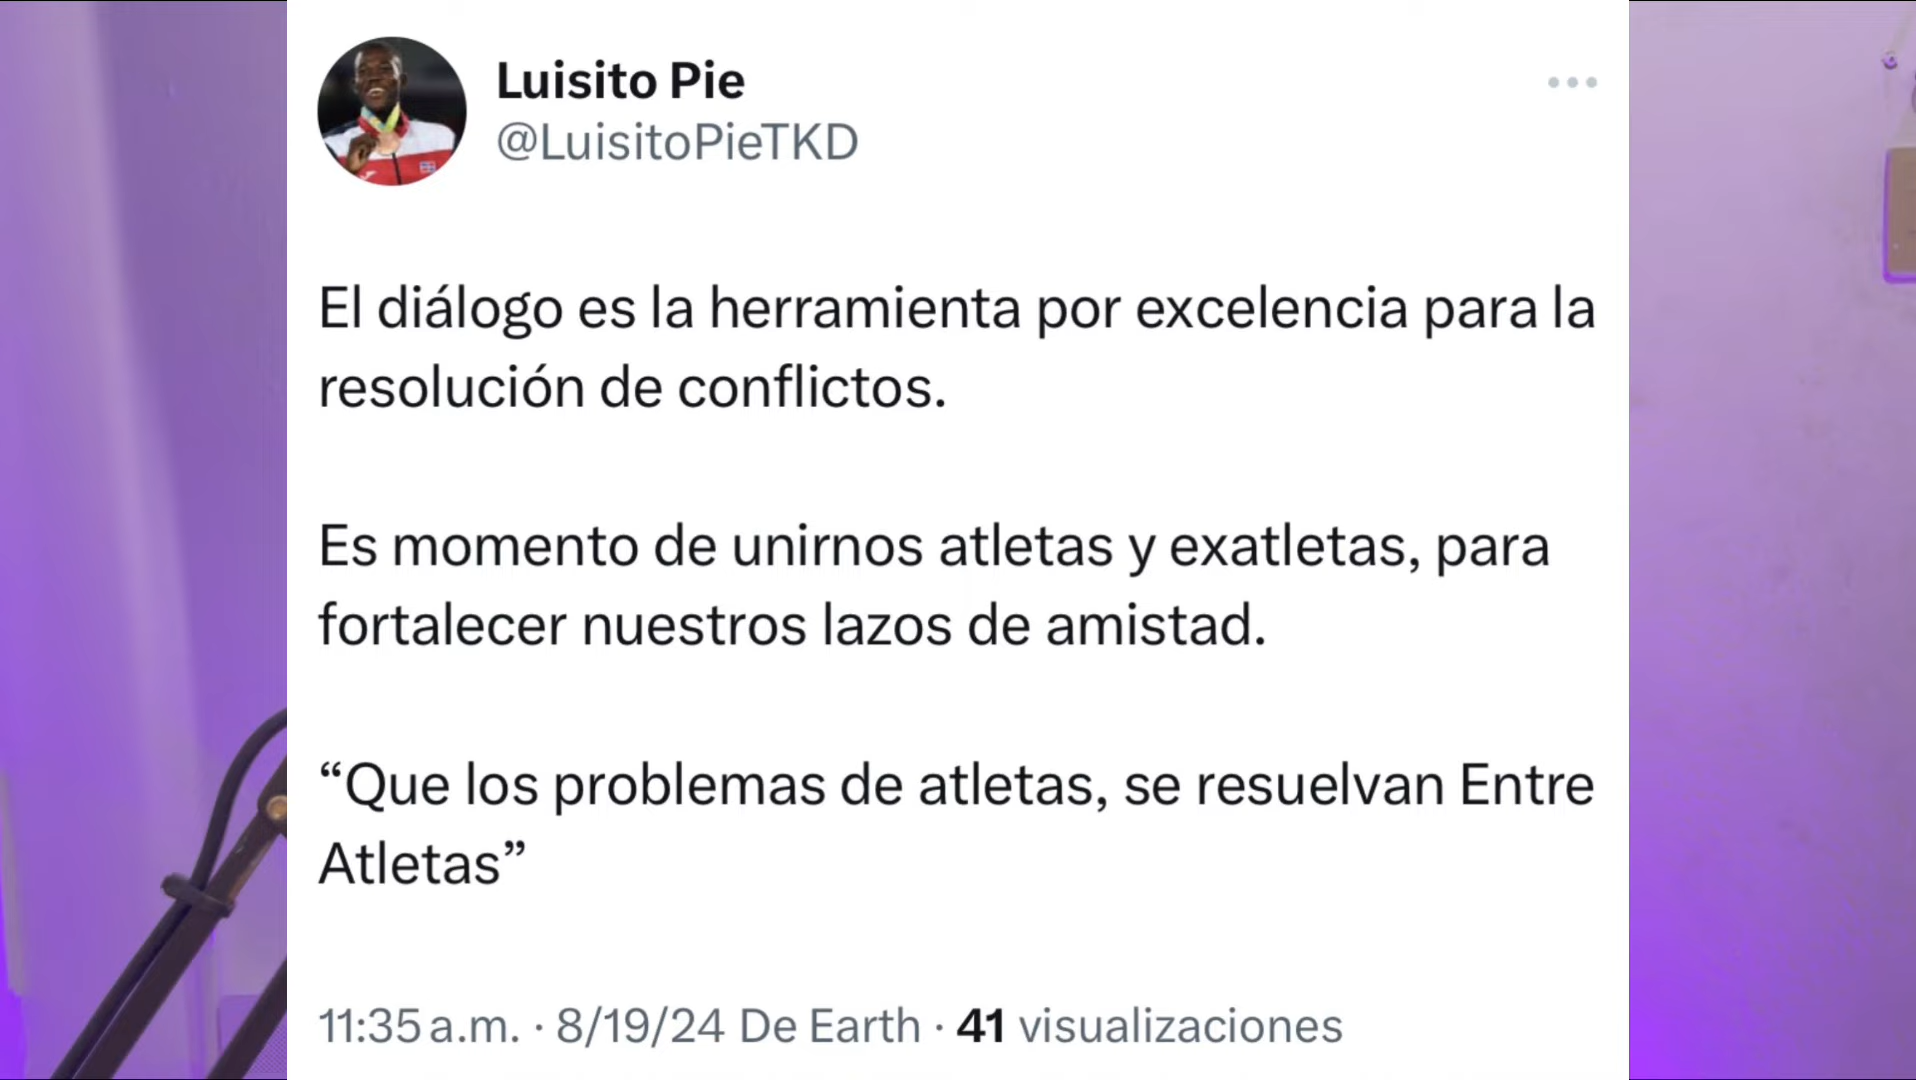 Luisito Pie
@LuisitoPieTKD
El diálogo es la herramienta por excelencia para la
resolución de conflictos.
Es momento de unirnos atletas y exatletas, para
fortalecer nuestros lazos de amistad.
“Que los problemas de atletas, se resuelvan Entre
Atletas”
11:35 a.m. · 8/19/24 De Earth · 41 visualizaciones